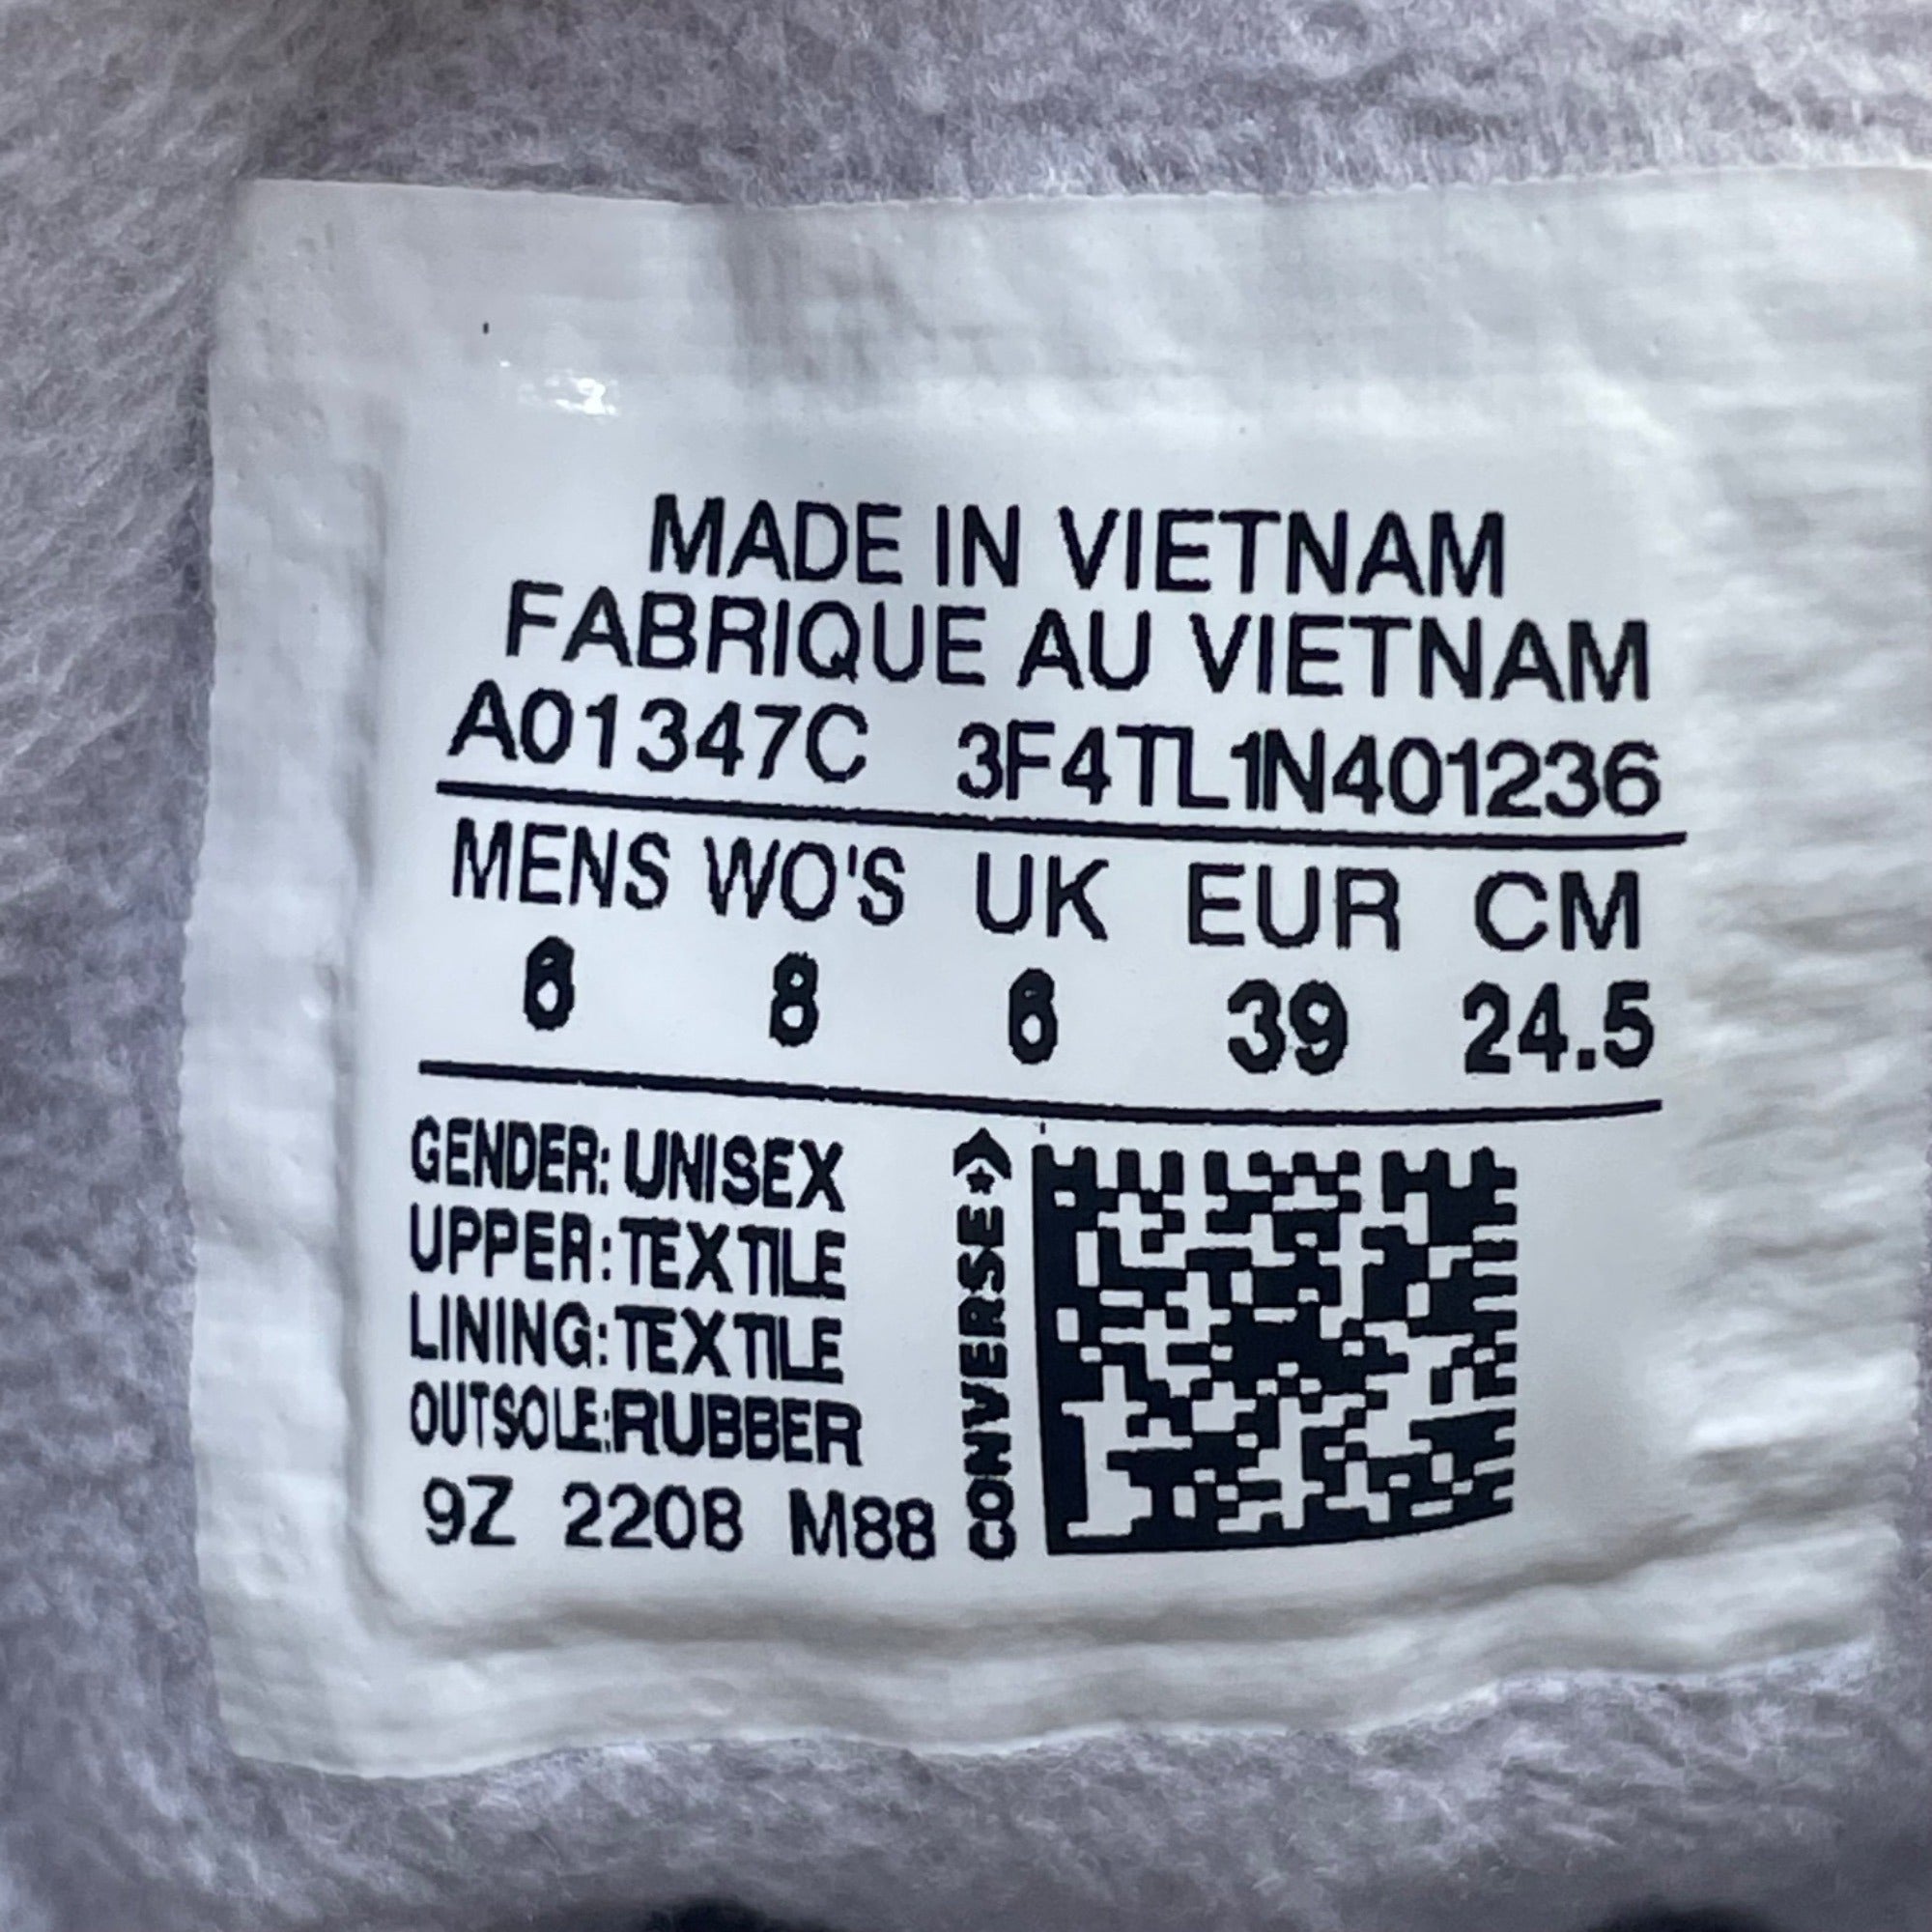 MADE IN VIETNAM
FABRIQUE AU VIETNAM
A01347C 3F4TL1N401236
MENS WO'S UK EUR CM
6 8 6 39 24.5
GENDER: UNISEX
UPPER: TEXTILE
LINING: TEXTILE
OUTSOLE:RUBBER
9Z 2208 M88
CONVERSE